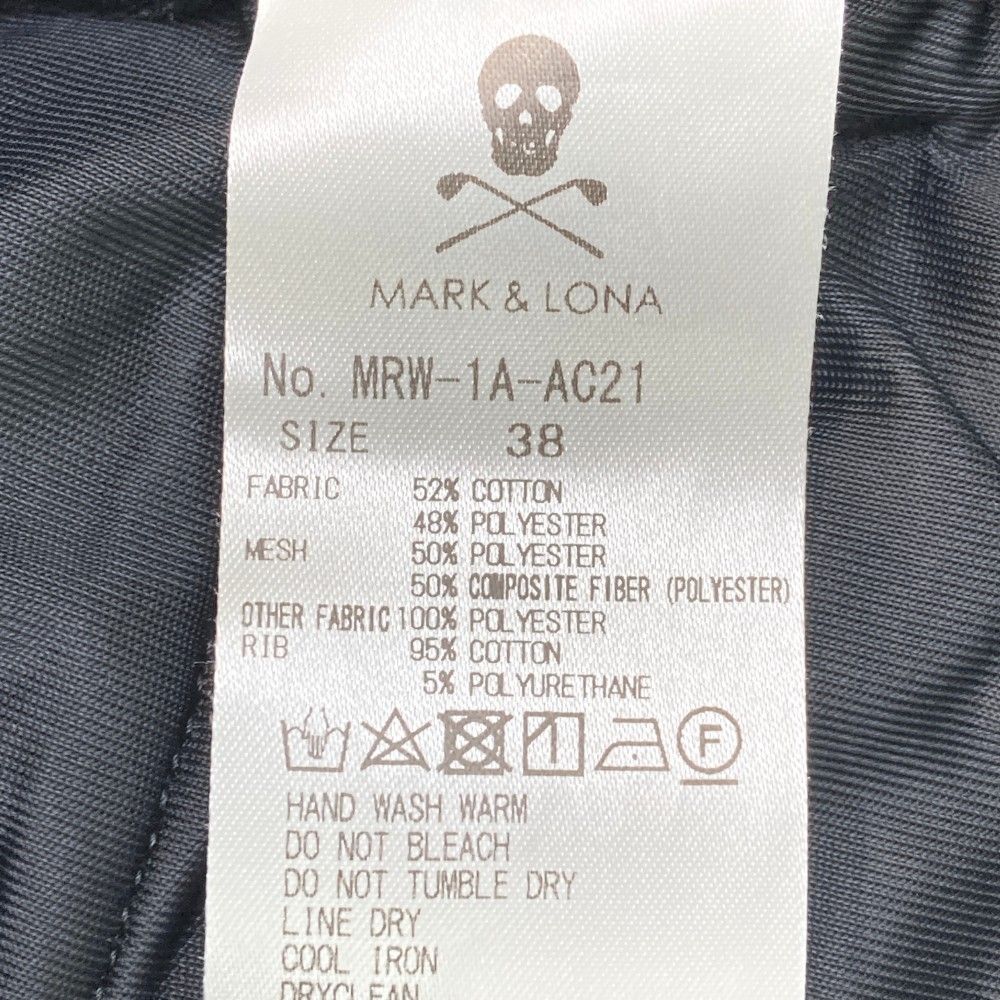 MARK & LONA
No. MRW-1A-AC21
SIZE 38
FABRIC 52% COTTON
48% POLYESTER
MESH 50% POLYESTER
50% COMPOSITE FIBER (POLYESTER)
OTHER FABRIC 100% POLYESTER
RIB 95% COTTON
5% POLYURETHANE
F
HAND WASH WARM
DO NOT BLEACH
DO NOT TUMBLE DRY
LINE DRY
COOL IRON
DRYCLEAN